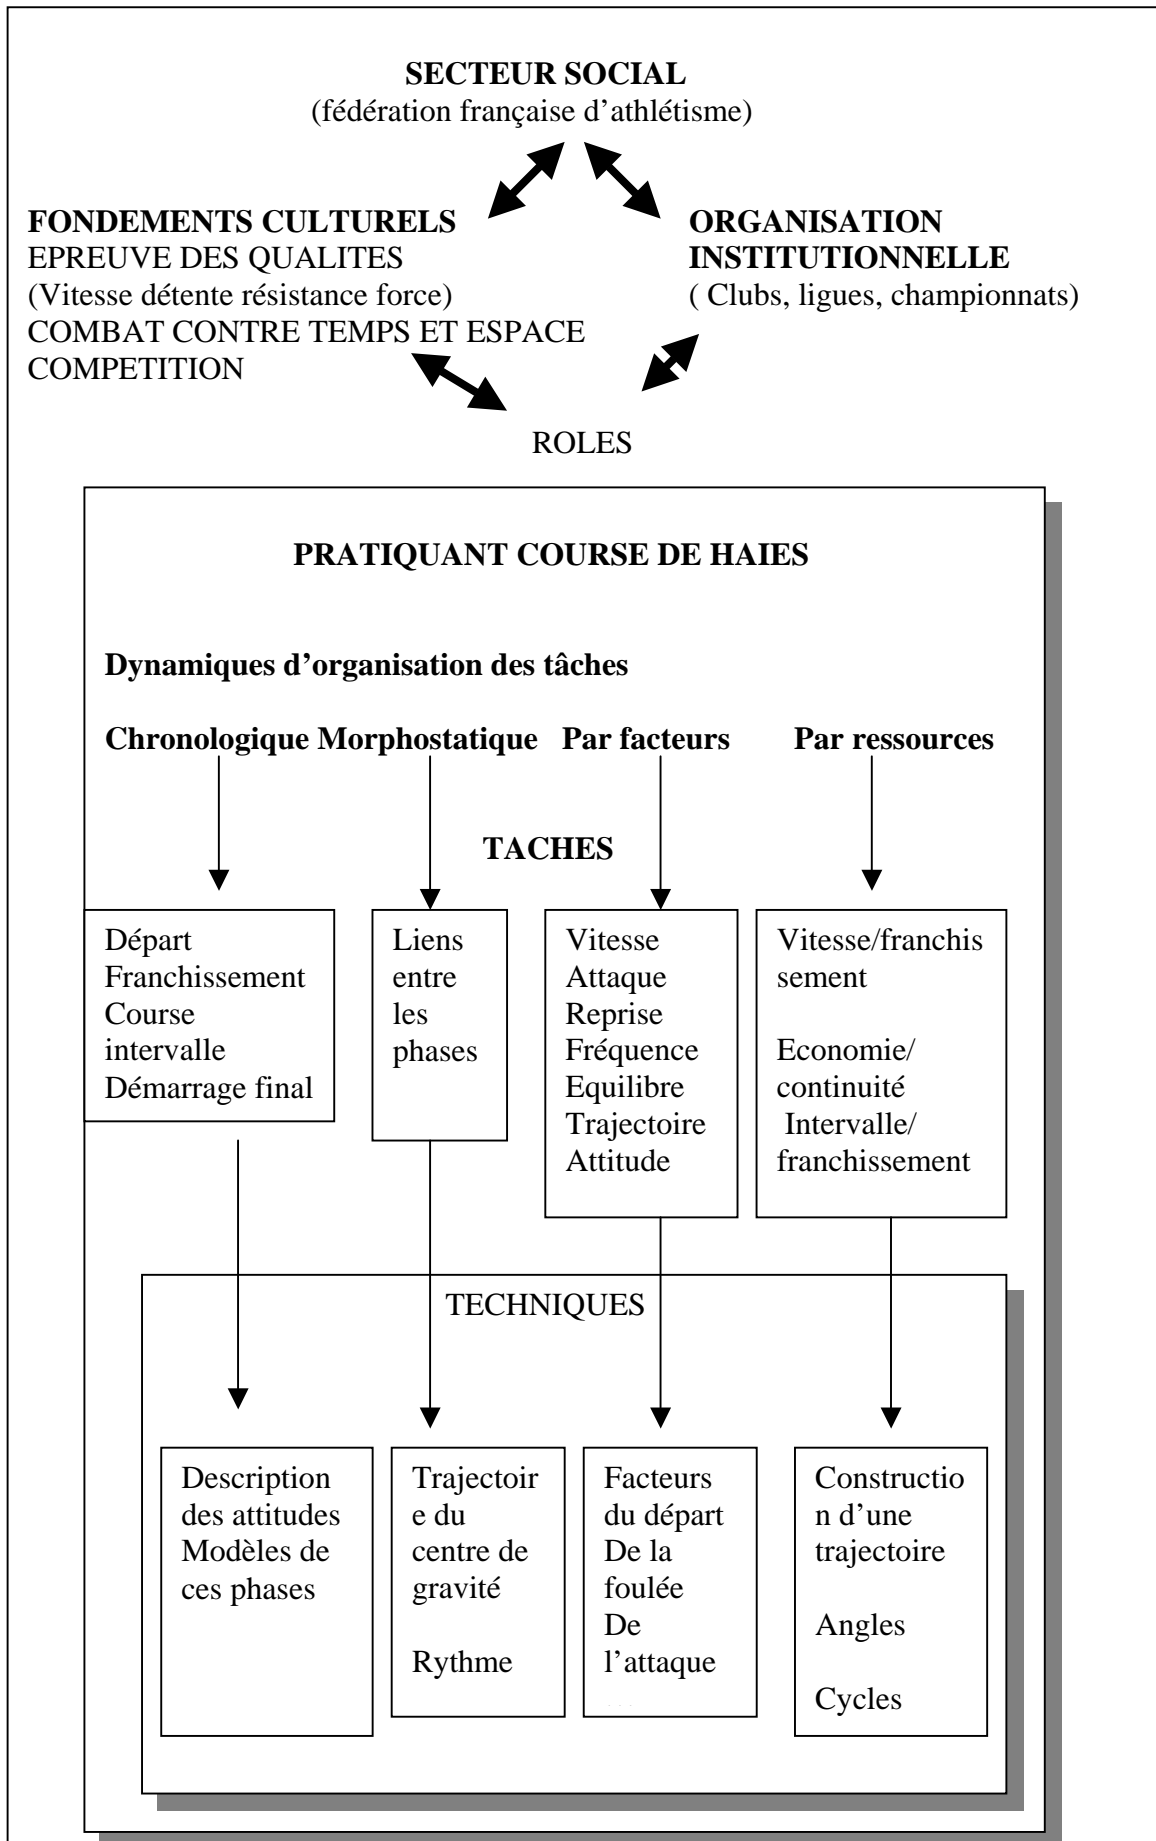 SECTEUR SOCIAL
(fédération française d’athlétisme)
FONDEMENTS CULTURELS
EPREUVE DES QUALITES
(Vitesse détente résistance force)
COMBAT CONTRE TEMPS ET ESPACE
COMPETITION
ORGANISATION
INSTITUTIONNELLE
( Clubs, ligues, championnats)
ROLES
PRATIQUANT COURSE DE HAIES
Dynamiques d’organisation des tâches
Chronologique Morphostatique Par facteurs Par ressources
TACHES
Départ
Franchissement
Course
intervalle
Démarrage final
Liens
entre
les
phases
Vitesse
Attaque
Reprise
Fréquence
Equilibre
Trajectoire
Attitude
Vitesse/franchis
sement
Economie/
continuité
Intervalle/
franchissement
TECHNIQUES
Description
des attitudes
Modèles de
ces phases
Trajectoir
e du
centre de
gravité
Rythme
Facteurs
du départ
De la
foulée
De
l’attaque
…
Constructio
n d’une
trajectoire
Angles
Cycles